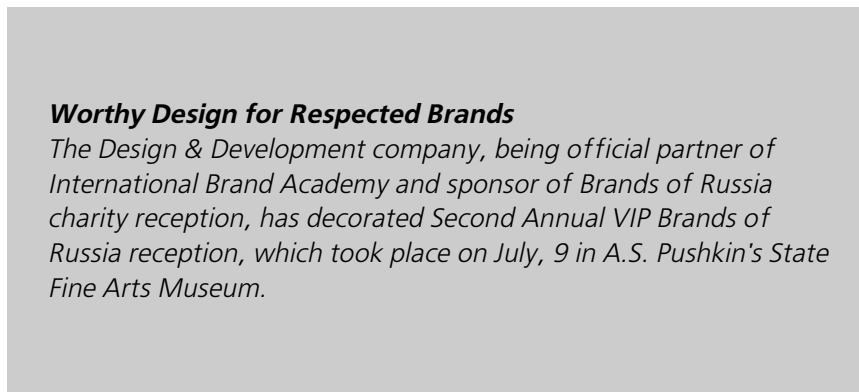 Worthy Design for Respected Brands
The Design & Development company, being official partner of
International Brand Academy and sponsor of Brands of Russia
charity reception, has decorated Second Annual VIP Brands of
Russia reception, which took place on July, 9 in A.S. Pushkin's State
Fine Arts Museum.